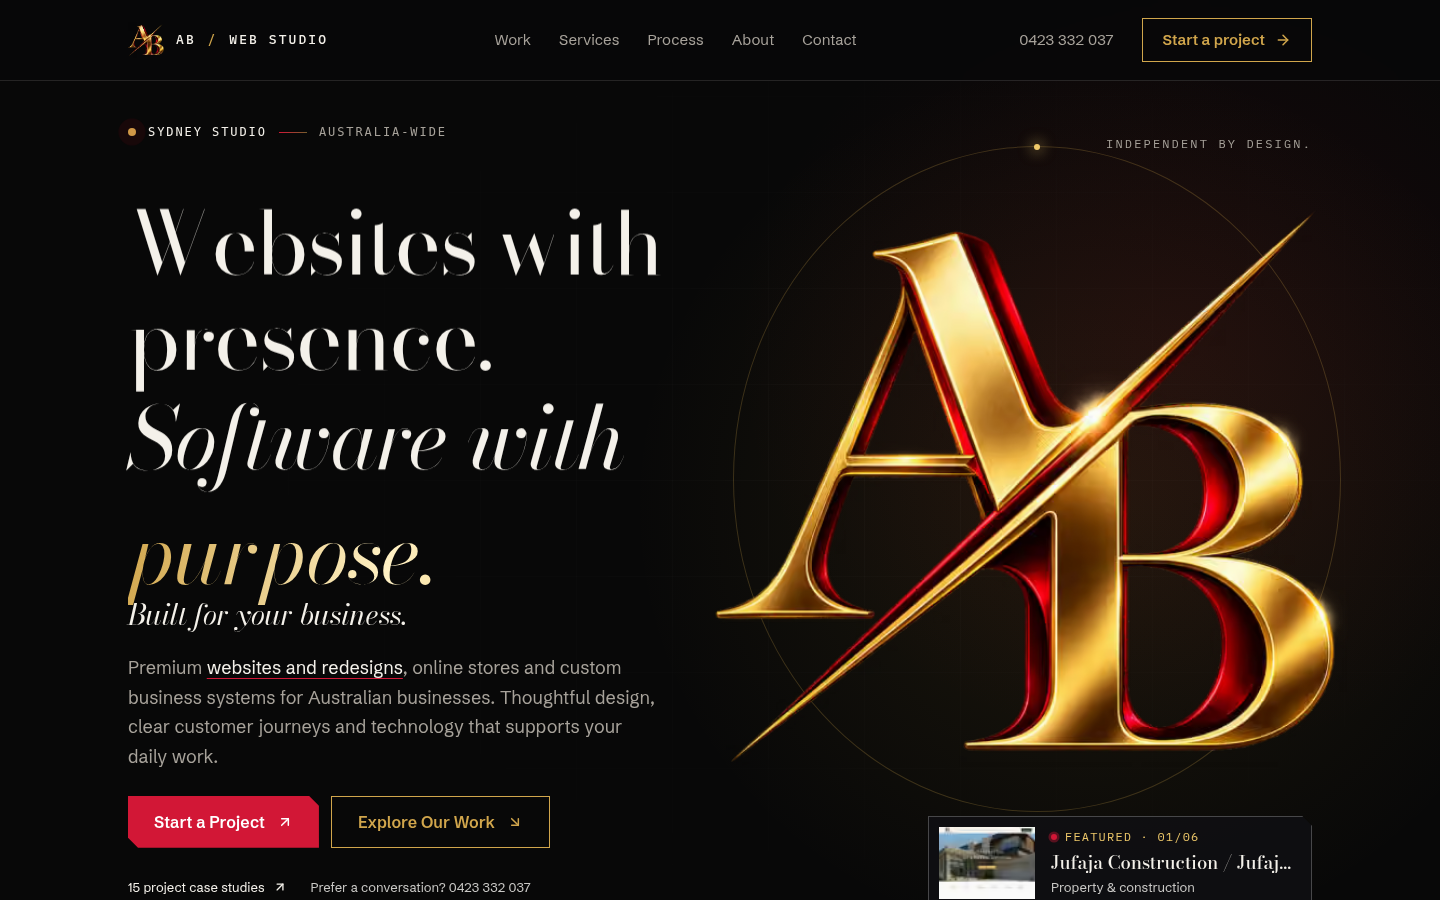 AB
AB / WEB STUDIO
Work
Services
Process
About
Contact
0423 332 037
Start a project
SYDNEY STUDIO
AUSTRALIA-WIDE
INDEPENDENT BY DESIGN.
Websites with
presence.
Software with
purpose.
Built for your business.
Premium websites and redesigns, online stores and custom
business systems for Australian businesses. Thoughtful design,
clear customer journeys and technology that supports your
daily work.
Start a Project
Explore Our Work
15 project case studies
Prefer a conversation? 0423 332 037
AB
FEATURED · 01/06
Jufaja Construction / Jufaj...
Property & construction